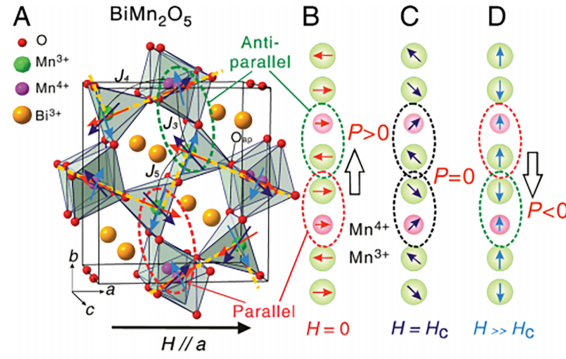 A
BiMn2O5
B
C
D
O
Mn3+
Mn4+
Bi3+
J4
J3
J5
Oap
Anti-
parallel
P>0
P=0
P<0
Mn4+
Mn3+
Parallel
b
a
c
H // a
H = 0
H = HC
H >> HC